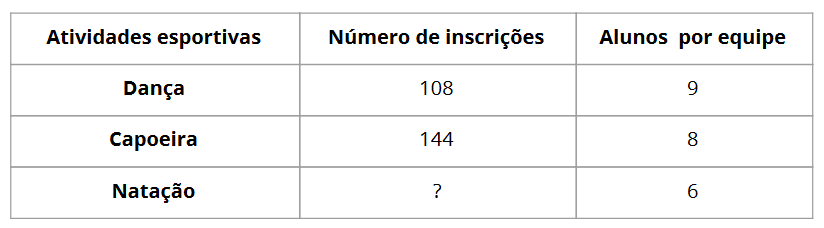 Atividades esportivas Número de inscrições Alunos por equipe
Dança 108 9
Capoeira 144 8
Natação ? 6